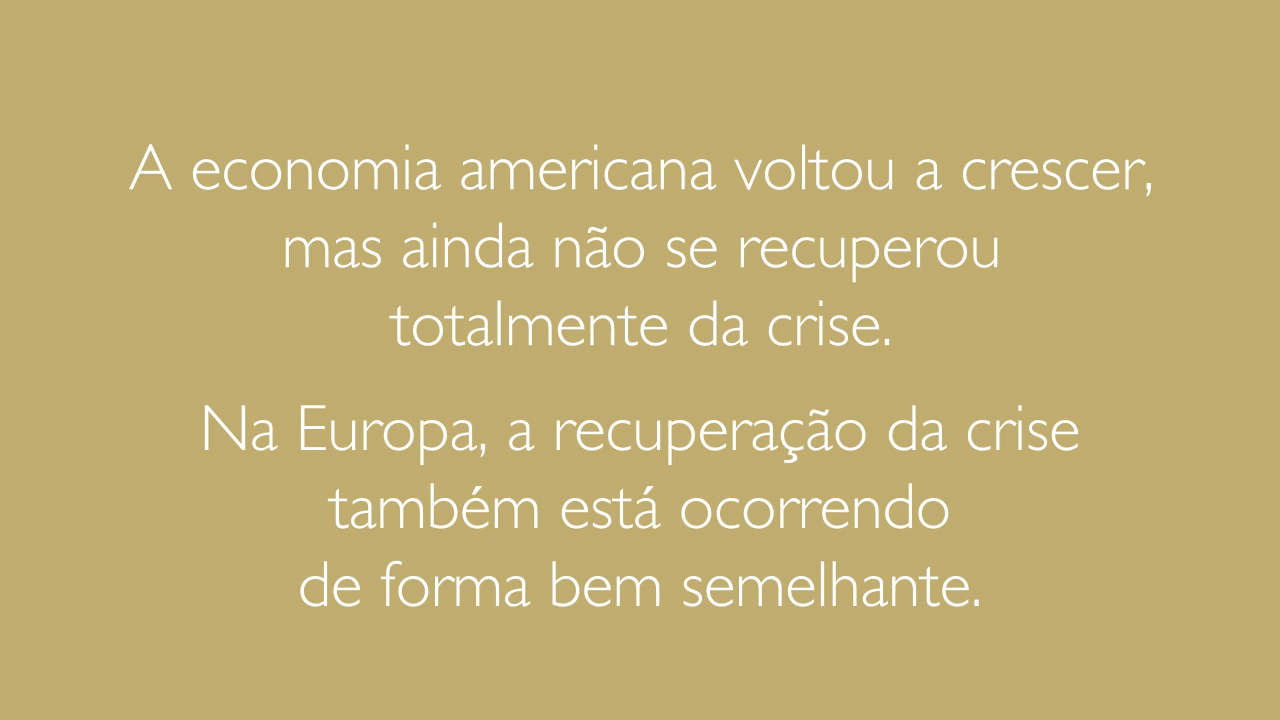 A economia americana voltou a crescer,
mas ainda não se recuperou
totalmente da crise.
Na Europa, a recuperação da crise
também está ocorrendo
de forma bem semelhante.